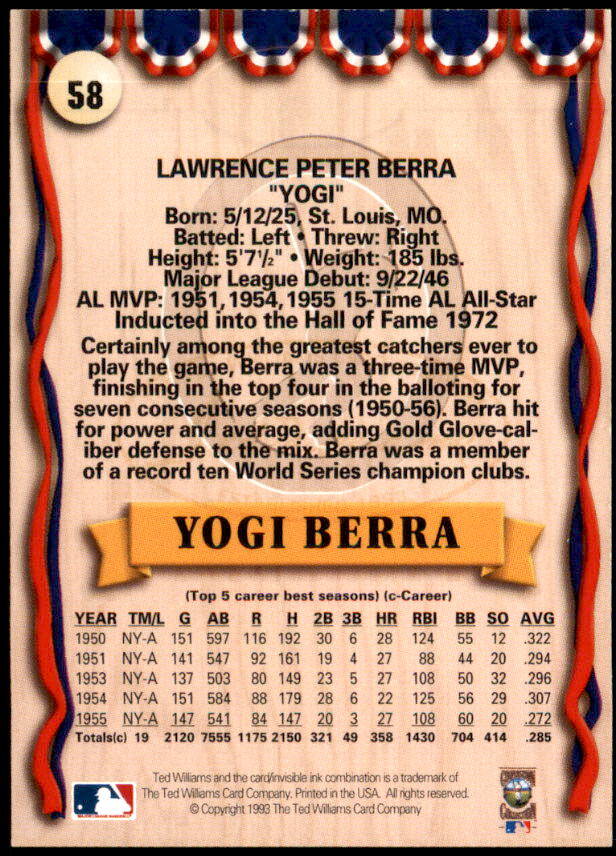 58
LAWRENCE PETER BERRA
"YOGI"
Born: 5/12/25, St. Louis, MO.
Batted: Left • Threw: Right
Height: 5'7½" • Weight: 185 lbs.
Major League Debut: 9/22/46
AL MVP: 1951, 1954, 1955 15-Time AL All-Star
Inducted into the Hall of Fame 1972
Certainly among the greatest catchers ever to
play the game, Berra was a three-time MVP,
finishing in the top four in the balloting for
seven consecutive seasons (1950-56). Berra hit
for power and average, adding Gold Glove-cal-
iber defense to the mix. Berra was a member
of a record ten World Series champion clubs.
YOGI BERRA
(Top 5 career best seasons) (c-Career)
YEAR TM/L G AB R H 2B 3B HR RBI BB SO AVG
1950 NY-A 151 597 116 192 30 6 28 124 55 12 .322
1951 NY-A 141 547 92 161 19 4 27 88 44 20 .294
1953 NY-A 137 503 80 149 23 5 27 108 50 32 .296
1954 NY-A 151 584 88 179 28 6 22 125 56 29 .307
1955 NY-A 147 541 84 147 20 3 27 108 60 20 .272
Totals(c) 19 2120 7555 1175 2150 321 49 358 1430 704 414 .285
Ted Williams and the card/invisible ink combination is a trademark of
The Ted Williams Card Company. Printed in the USA. All rights reserved.
© Copyright 1993 The Ted Williams Card Company